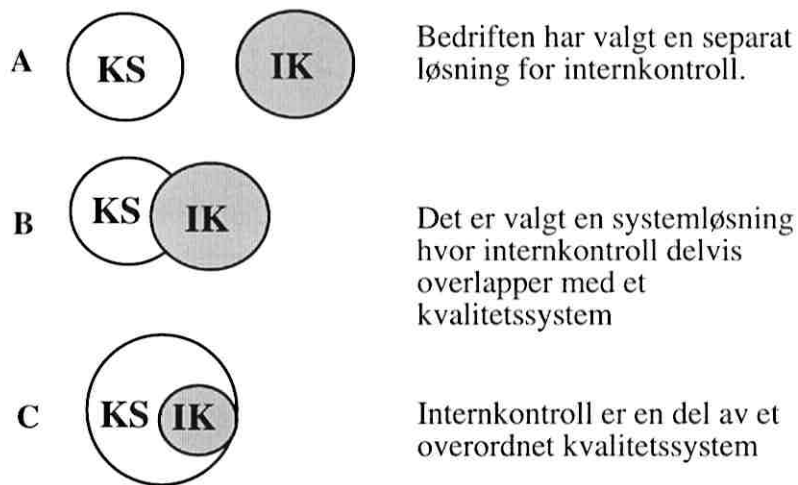 A KS IK Bedriften har valgt en separat
løsning for internkontroll.
B KS IK Det er valgt en systemløsning
hvor internkontroll delvis
overlapper med et
kvalitetssystem
C KS IK Internkontroll er en del av et
overordnet kvalitetssystem